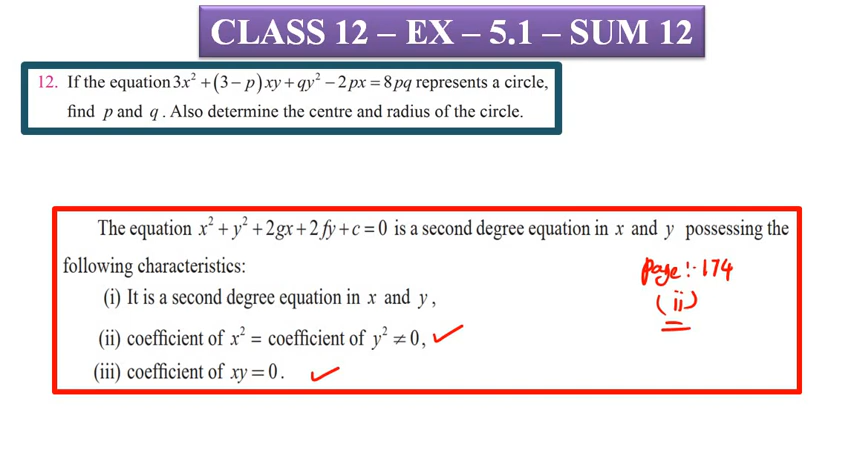 CLASS 12 – EX – 5.1 – SUM 12
12. If the equation 3x² + (3 − p)xy + qy² − 2px = 8pq represents a circle,
find p and q. Also determine the centre and radius of the circle.
The equation x² + y² + 2gx + 2fy + c = 0 is a second degree equation in x and y possessing the
following characteristics:
page :- 174
(i) It is a second degree equation in x and y,
(ii)
(ii) coefficient of x² = coefficient of y² ≠ 0,
(iii) coefficient of xy = 0.